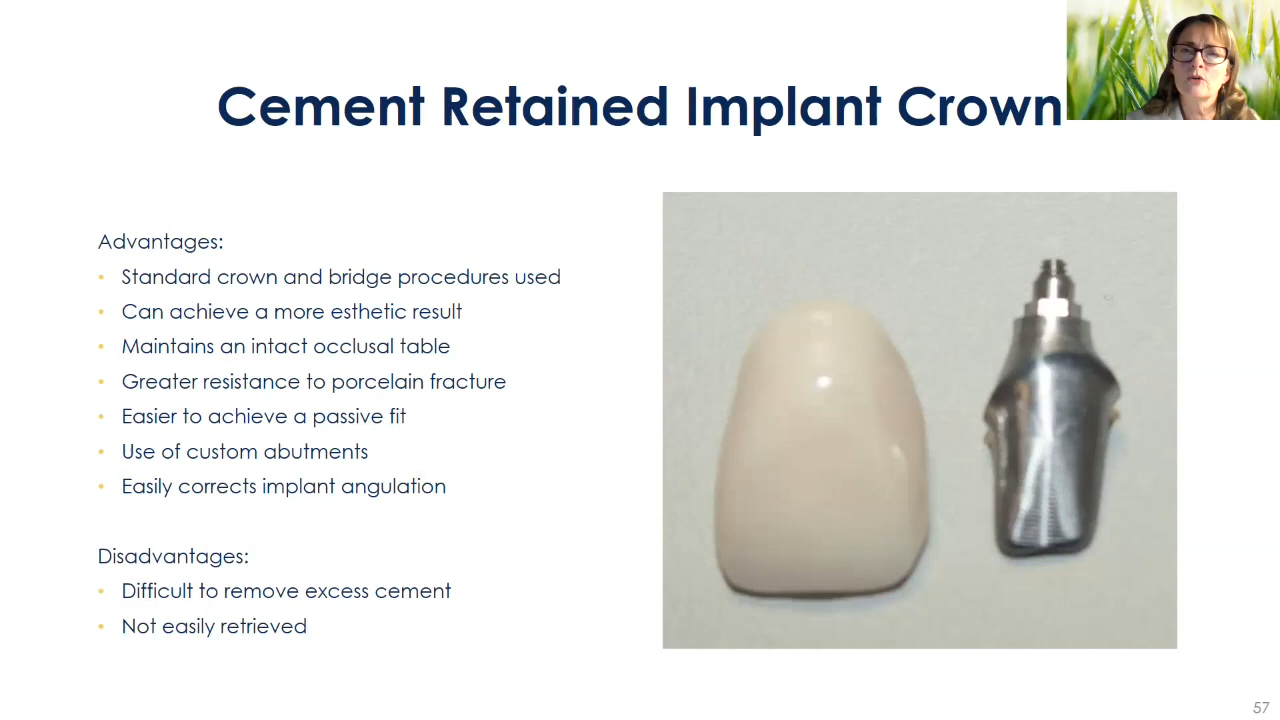 Cement Retained Implant Crown
Advantages:
• Standard crown and bridge procedures used
• Can achieve a more esthetic result
• Maintains an intact occlusal table
• Greater resistance to porcelain fracture
• Easier to achieve a passive fit
• Use of custom abutments
• Easily corrects implant angulation
Disadvantages:
• Difficult to remove excess cement
• Not easily retrieved
57